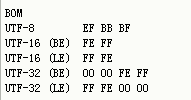 BOM
UTF-8 EF BB BF
UTF-16 (BE) FE FF
UTF-16 (LE) FF FE
UTF-32 (BE) 00 00 FE FF
UTF-32 (LE) FF FE 00 00